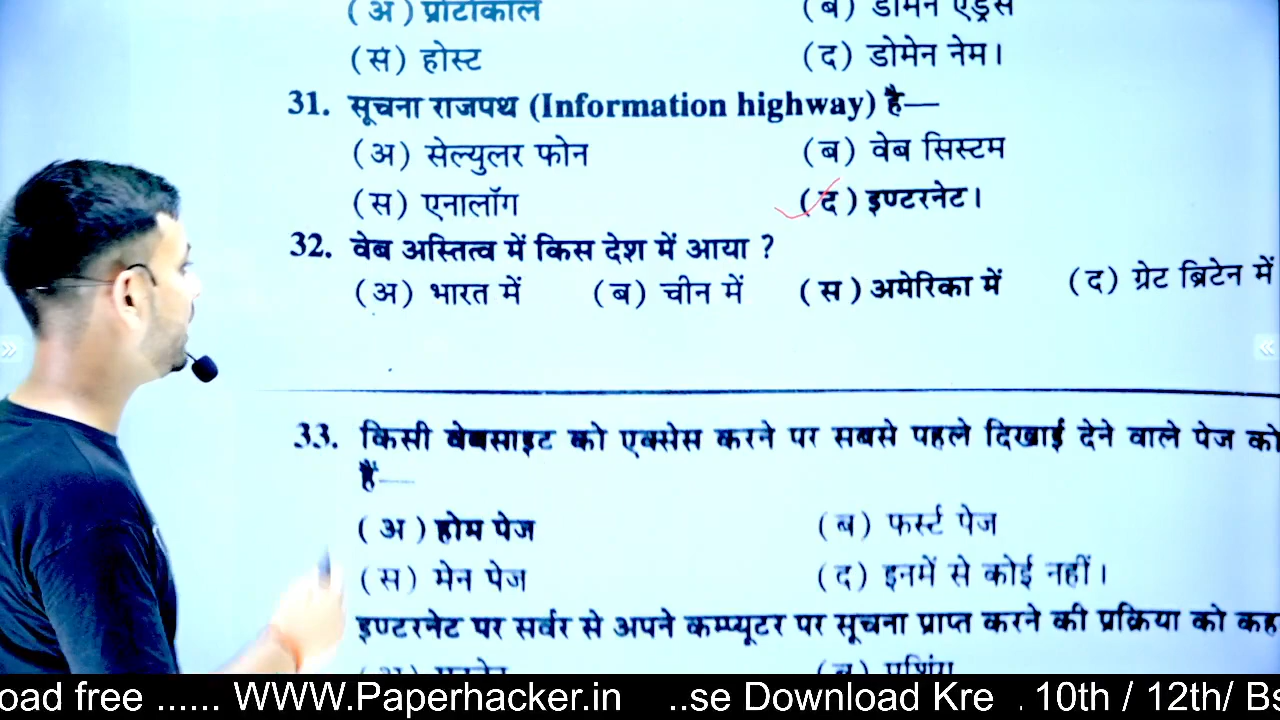 (अ) प्रोटोकॉल (ब) डोमेन एड्रेस
(स) होस्ट (द) डोमेन नेम।
31. सूचना राजपथ (Information highway) है—
(अ) सेल्युलर फोन (ब) वेब सिस्टम
(स) एनालॉग (द) इण्टरनेट।
32. वेब अस्तित्व में किस देश में आया ?
(अ) भारत में (ब) चीन में (स) अमेरिका में (द) ग्रेट ब्रिटेन में
33. किसी वेबसाइट को एक्सेस करने पर सबसे पहले दिखाई देने वाले पेज को
हैं—
(अ) होम पेज (ब) फर्स्ट पेज
(स) मेन पेज (द) इनमें से कोई नहीं।
इण्टरनेट पर सर्वर से अपने कम्प्यूटर पर सूचना प्राप्त करने की प्रक्रिया को कह
oad free ...... WWW.Paperhacker.in ..se Download Kre . 10th / 12th/ Bs